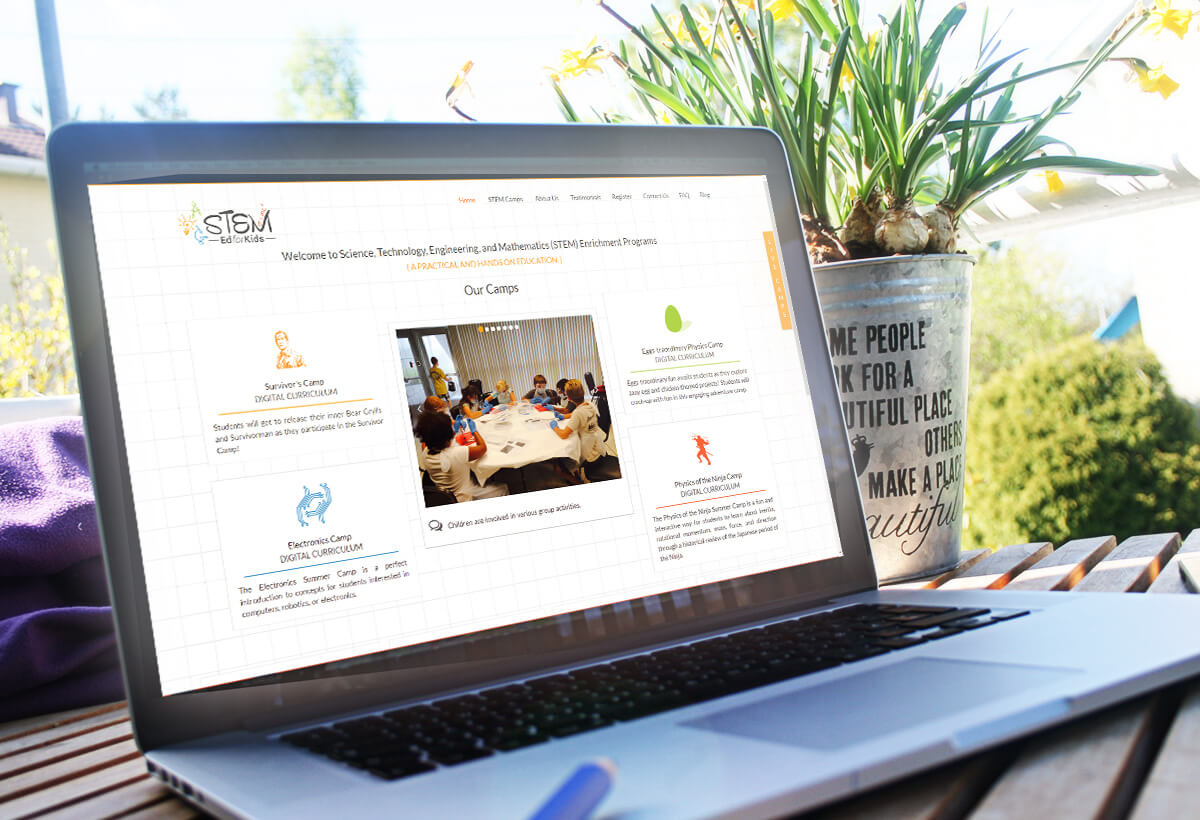 Home STEM Camps About Us Testimonials Register Contact Us FAQ Blog
STEM
Ed for Kids
Welcome to Science, Technology, Engineering, and Mathematics (STEM) Enrichment Programs
( A PRACTICAL AND HANDS ON EDUCATION. )
Our Camps
Survivor's Camp
DIGITAL CURRICULUM
Students will get to release their inner Bear Grylls
and Survivorman as they participate in the Survivor
Camp!
Electronics Camp
DIGITAL CURRICULUM
The Electronics Summer Camp is a perfect
introduction to concepts for students interested in
computers, robotics, or electronics.
Children are involved in various group activities.
Eggs-traordinary Physics Camp
DIGITAL CURRICULUM
Eggs-traordinary fun awaits students as they explore
zany egg and chicken themed projects! Students will
crack-up with fun in this engaging adventure camp.
Physics of the Ninja Camp
DIGITAL CURRICULUM
The Physics of the Ninja Summer Camp is a fun and
interactive way for students to learn about inertia,
rotational momentum, mass, force, and direction
through a historical review of the Japanese period of
the Ninja.
LIVE CAMPS
ME PEOPLE
OK FOR A
UTIFUL PLACE
OTHERS
MAKE A PLACE
autiful